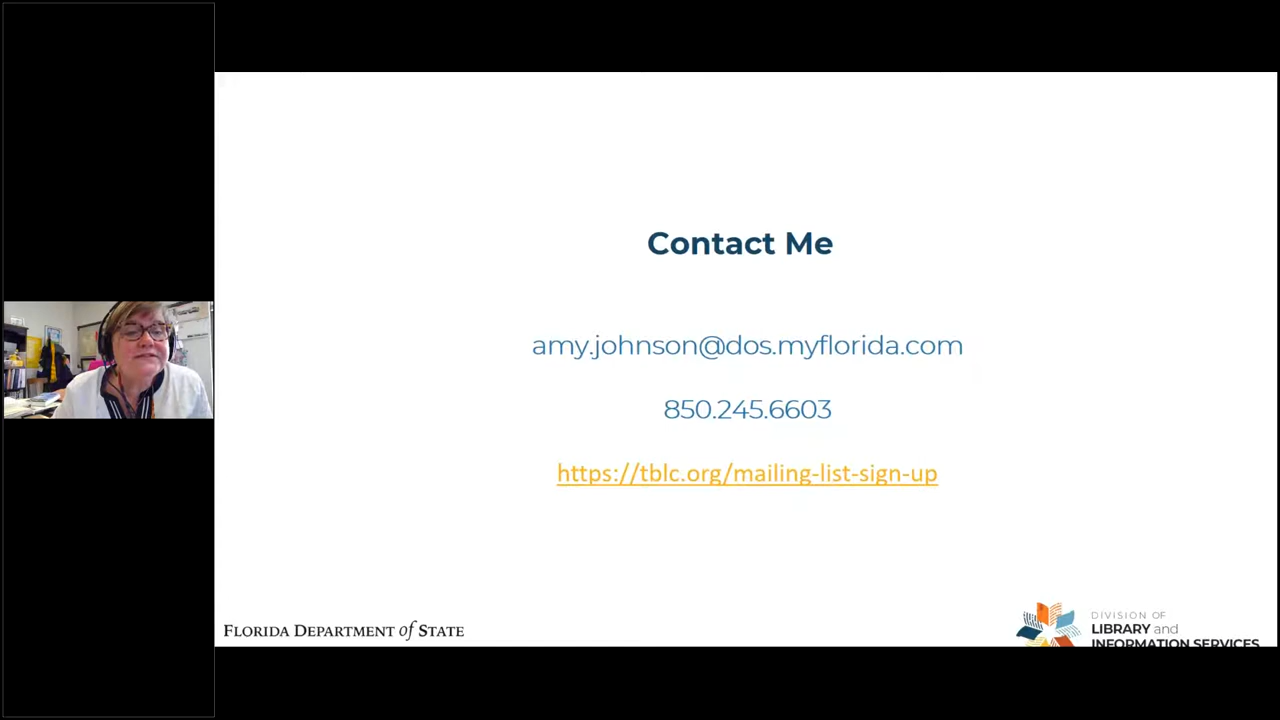 Contact Me
amy.johnson@dos.myflorida.com
850.245.6603
https://tblc.org/mailing-list-sign-up
FLORIDA DEPARTMENT of STATE
DIVISION OF
LIBRARY and
INFORMATION SERVICES